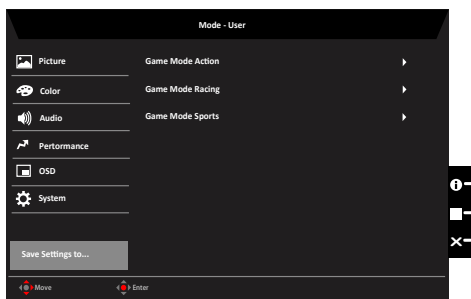 Mode - User
Picture
Game Mode Action
Color
Game Mode Racing
Audio
Game Mode Sports
Pertormance
OSD
System
Save Settings to...
Move Enter